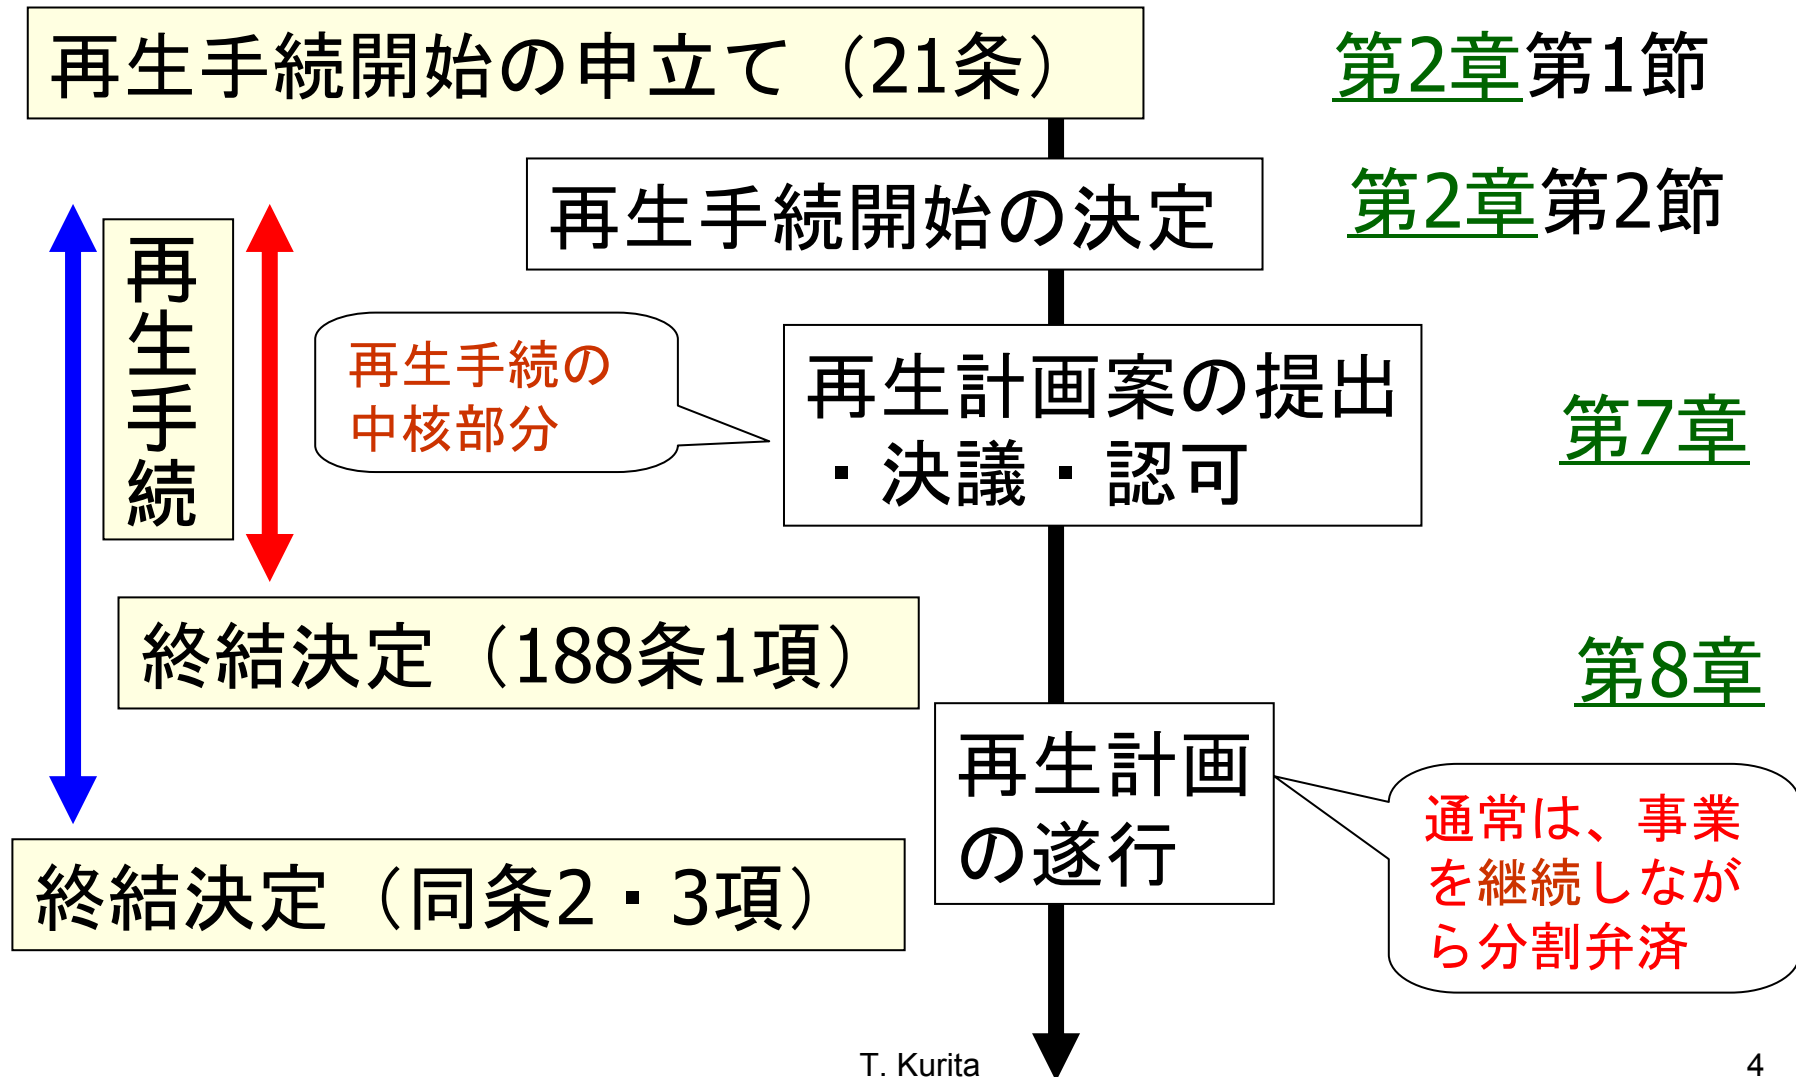 再生手続開始の申立て（21条）
第2章第1節
再生手続開始の決定
第2章第2節
再生手続
再生手続の
中核部分
再生計画案の提出
・決議・認可
第7章
終結決定（188条1項）
第8章
再生計画
の遂行
通常は、事業
を継続しなが
ら分割弁済
終結決定（同条2・3項）
T. Kurita
4